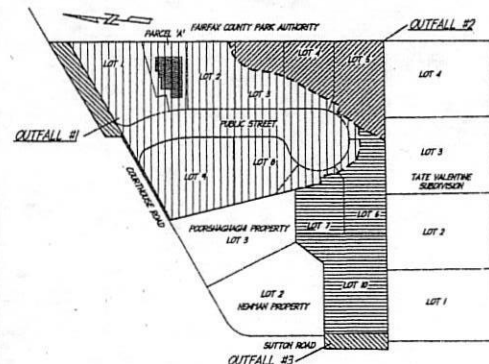 FAIRFAX COUNTY PARK AUTHORITY
OUTFALL #2
PARCEL 'A'
LOT 1
LOT 2
LOT 3
LOT 4
LOT 5
LOT 4
OUTFALL #1
PUBLIC STREET
LOT 3
TATE VALENTINE
SUBDIVISION
COURTHOUSE ROAD
LOT 9
LOT 8
LOT 6
LOT 7
POORSHAGHAGI PROPERTY
LOT 3
LOT 2
LOT 2
NEWMAN PROPERTY
LOT 10
LOT 1
SUTTON ROAD
OUTFALL #3